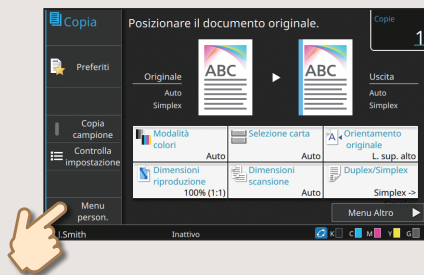 Copia
Posizionare il documento originale.
Copie
1
Preferiti
Originale
ABC
ABC
Uscita
Auto
Simplex
Auto
Simplex
Copia
campione
Controlla
impostazione
Modalità
colori
Auto
Selezione carta
Auto
A
Orientamento
originale
L. sup. alto
Dimensioni
riproduzione
100% (1:1)
Dimensioni
scansione
Auto
Duplex/Simplex
Simplex ->
Menu
person.
Menu Altro
.Smith
Inattivo
K
C
M
Y
G